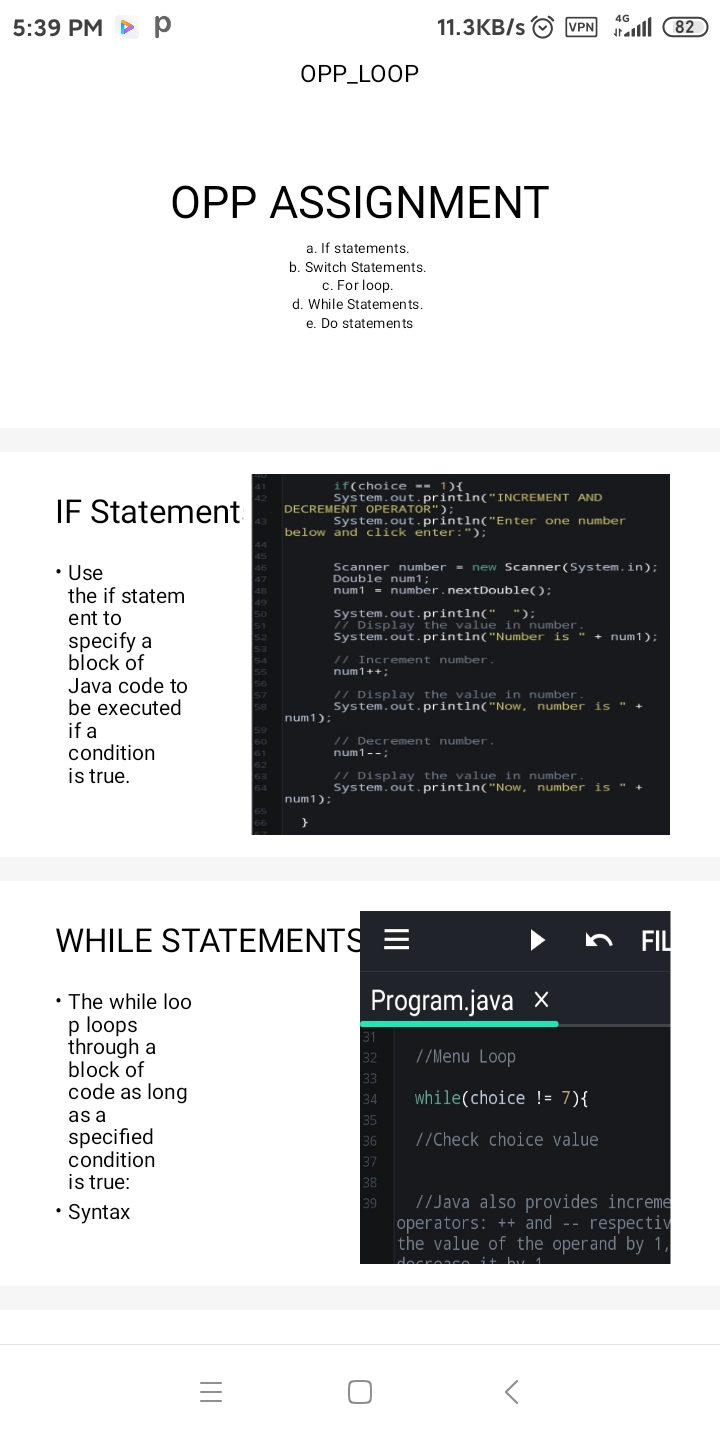 5:39 PM p 11.3KB/s VPN 4G 82
OPP_LOOP
OPP ASSIGNMENT
a. If statements.
b. Switch Statements.
c. For loop.
d. While Statements.
e. Do statements
IF Statement
• Use
the if statem
ent to
specify a
block of
Java code to
be executed
if a
condition
is true.
41 if(choice == 1){
42 System.out.println("INCREMENT AND
DECREMENT OPERATOR");
43 System.out.println("Enter one number
below and click enter:");
44
45
46 Scanner number = new Scanner(System.in);
47 Double num1;
48 num1 = number.nextDouble();
49
50 System.out.println("  ");
51 // Display the value in number.
52 System.out.println("Number is " + num1);
53
54 // Increment number.
55 num1++;
56
57 // Display the value in number.
58 System.out.println("Now, number is " +
num1);
59
60 // Decrement number.
61 num1--;
62
63 // Display the value in number.
64 System.out.println("Now, number is " +
num1);
65
66 }
WHILE STATEMENTS
• The while loo
p loops
through a
block of
code as long
as a
specified
condition
is true:
• Syntax
FIL
Program.java X
31
32 //Menu Loop
33
34 while(choice != 7){
35
36 //Check choice value
37
38
39 //Java also provides increme
operators: ++ and -- respectiv
the value of the operand by 1,
decrease it by 1